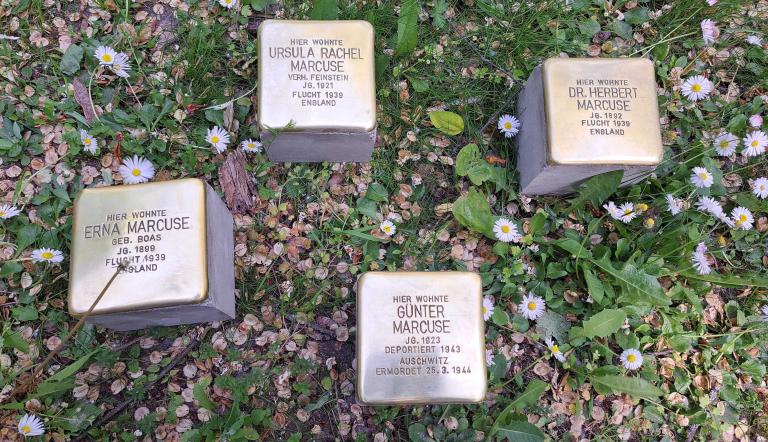 HIER WOHNTE
URSULA RACHEL
MARCUSE
VERH. FEINSTEIN
JG. 1921
FLUCHT 1939
ENGLAND
HIER WOHNTE
DR. HERBERT
MARCUSE
JG. 1892
FLUCHT 1939
ENGLAND
HIER WOHNTE
ERNA MARCUSE
GEB. BOAS
JG. 1899
FLUCHT 1939
ENGLAND
HIER WOHNTE
GÜNTER
MARCUSE
JG. 1923
DEPORTIERT 1943
AUSCHWITZ
ERMORDET 25.3.1944